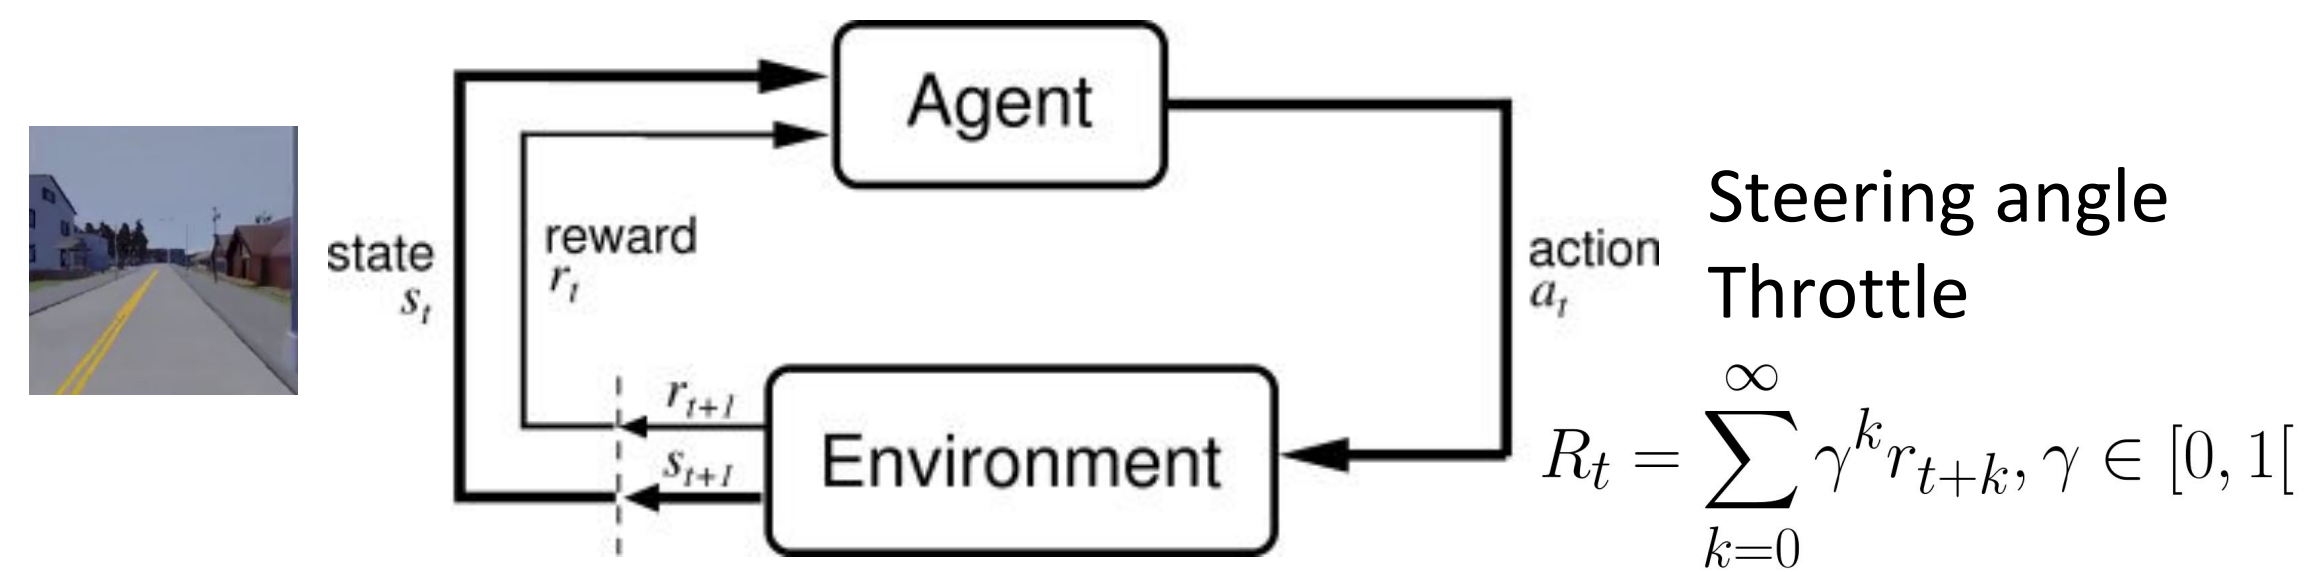 Agent
state
s_t
reward
r_t
action
a_t
Steering angle
Throttle
r_{t+1}
s_{t+1}
Environment
R_t = \sum_{k=0}^{\infty} \gamma^k r_{t+k}, \gamma \in [0, 1[